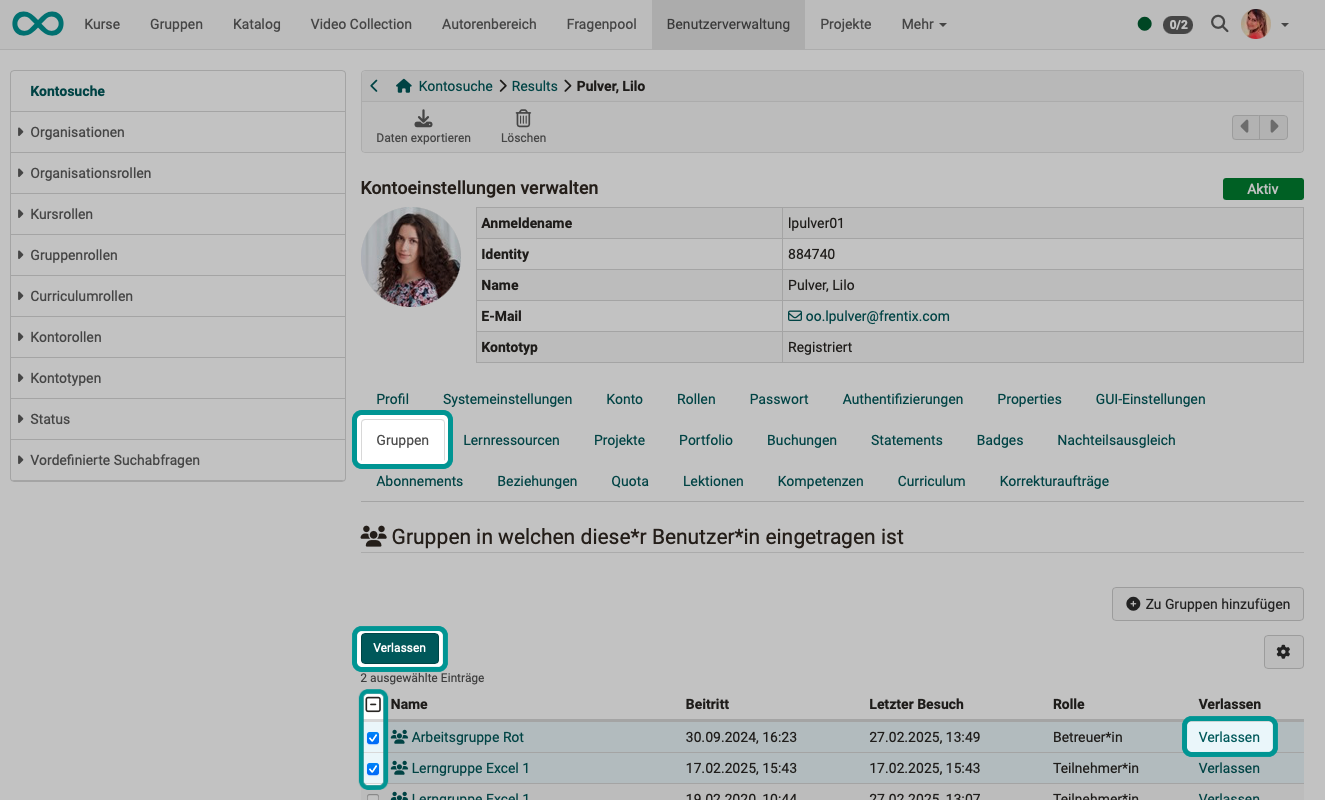 Kurse Gruppen Katalog Video Collection Autorenbereich Fragenpool Benutzerverwaltung Projekte Mehr 0/2
Kontosuche
Organisationen
Organisationsrollen
Kursrollen
Gruppenrollen
Curriculumrollen
Kontorollen
Kontotypen
Status
Vordefinierte Suchabfragen
Kontosuche Results Pulver, Lilo
Daten exportieren Löschen
Kontoeinstellungen verwalten Aktiv
Anmeldename lpulver01
Identity 884740
Name Pulver, Lilo
E-Mail oo.lpulver@frentix.com
Kontotyp Registriert
Profil Systemeinstellungen Konto Rollen Passwort Authentifizierungen Properties GUI-Einstellungen
Gruppen Lernressourcen Projekte Portfolio Buchungen Statements Badges Nachteilsausgleich
Abonnements Beziehungen Quota Lektionen Kompetenzen Curriculum Korrekturaufträge
Gruppen in welchen diese*r Benutzer*in eingetragen ist
Zu Gruppen hinzufügen
Verlassen
2 ausgewählte Einträge
Name Beitritt Letzter Besuch Rolle Verlassen
Arbeitsgruppe Rot 30.09.2024, 16:23 27.02.2025, 13:49 Betreuer*in Verlassen
Lerngruppe Excel 1 17.02.2025, 15:43 17.02.2025, 15:43 Teilnehmer*in Verlassen
Lerngruppe Excel 1 19.02.2020, 10:44 27.02.2025, 13:07 Teilnehmer*in Verlassen